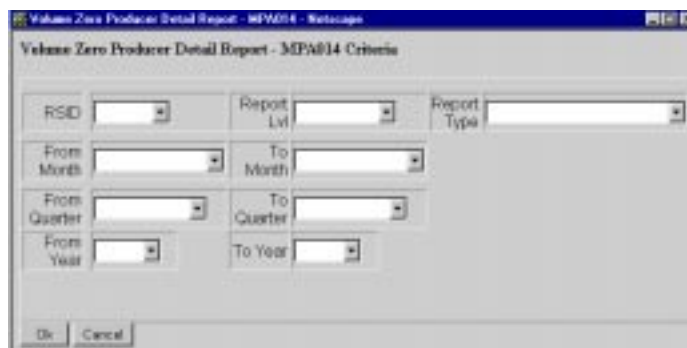 Volume Zero Producer Detail Report - MPA014 - Netscape
Volume Zero Producer Detail Report - MPA014 Criteria
RSID
Report Lvl
Report Type
From Month
To Month
From Quarter
To Quarter
From Year
To Year
Ok
Cancel